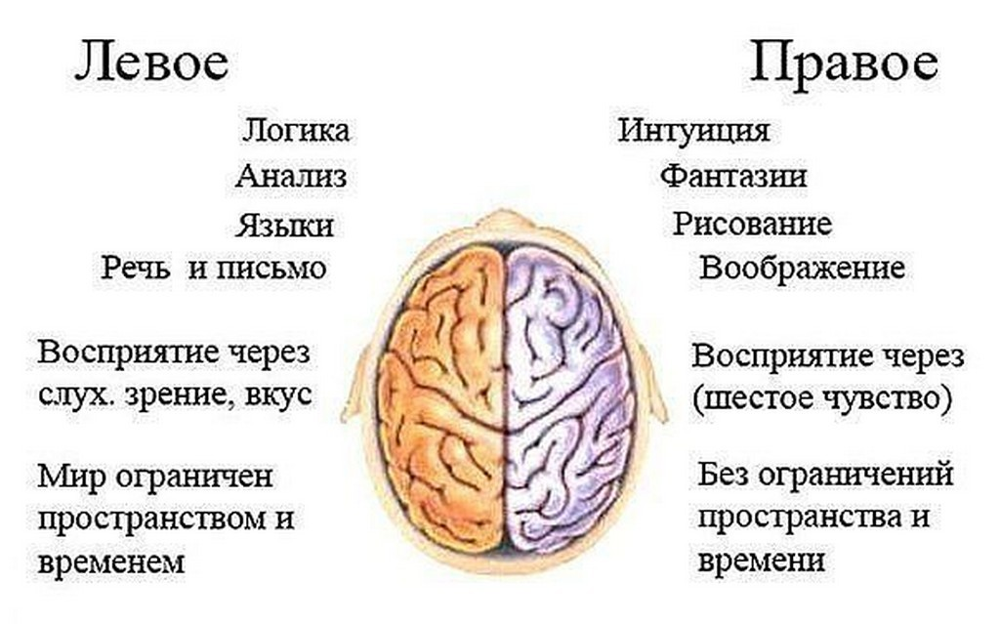 Левое
Логика
Анализ
Языки
Речь и письмо
Восприятие через
слух. зрение, вкус
Мир ограничен
пространством и
временем
Правое
Интуиция
Фантазии
Рисование
Воображение
Восприятие через
(шестое чувство)
Без ограничений
пространства и
времени